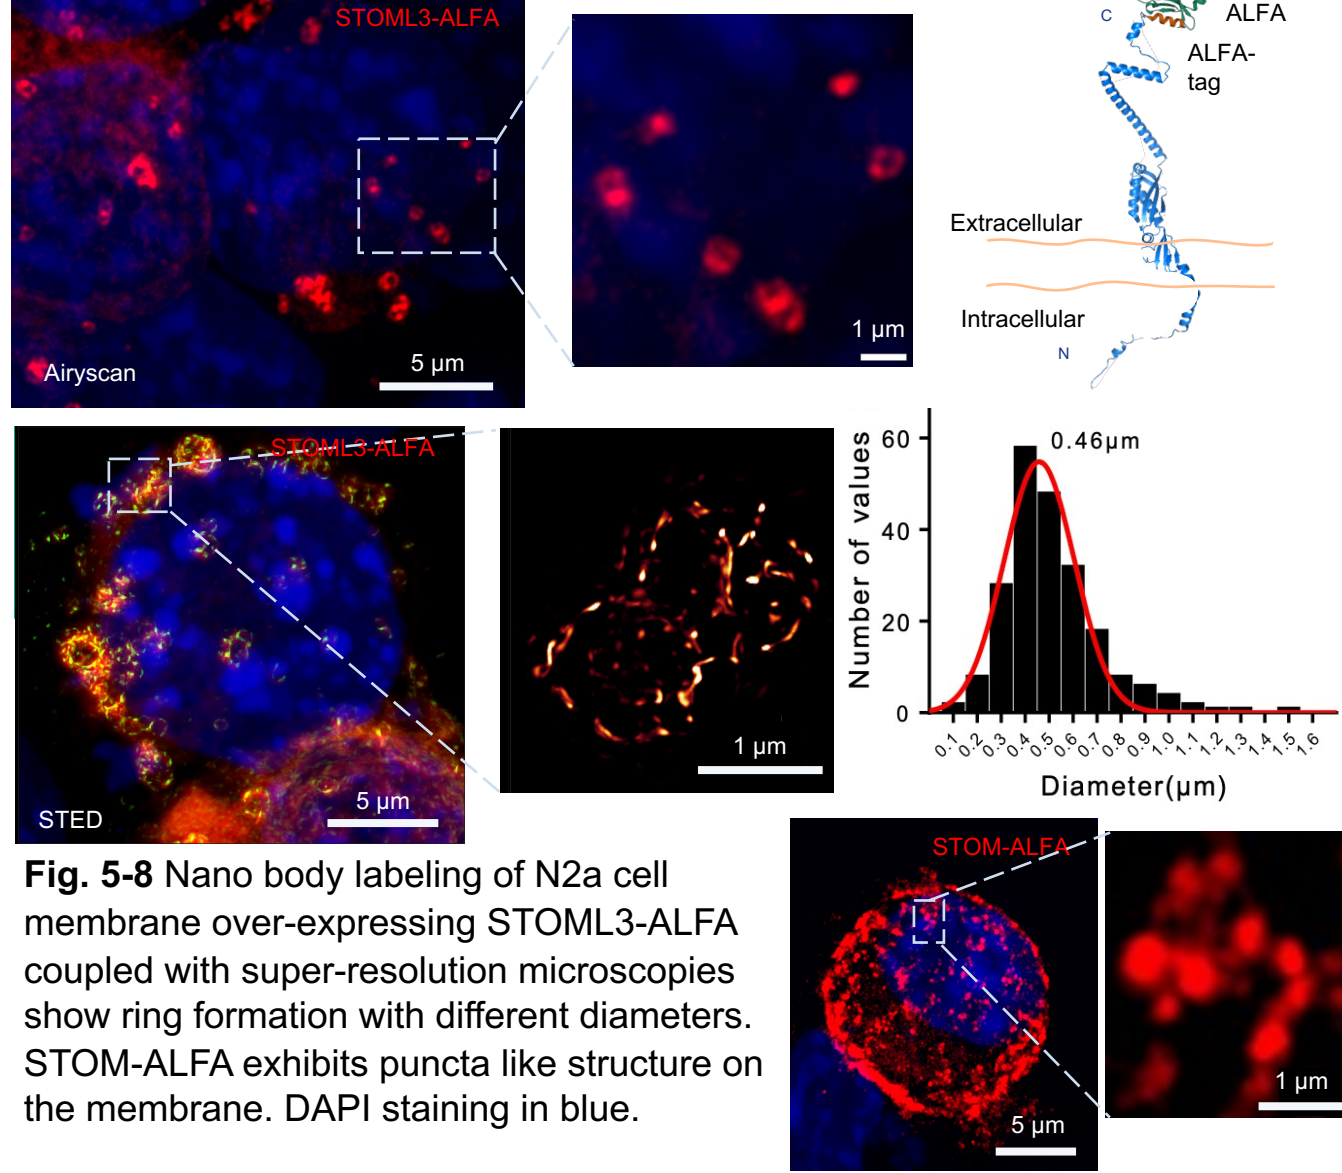 STOML3-ALFA
Airyscan
5 μm
1 μm
C
ALFA
ALFA-
tag
Extracellular
Intracellular
N
STOML3-ALFA
STED
5 μm
1 μm
Number of values
60
40
20
0
0.46μm
0.1 0.2 0.3 0.4 0.5 0.6 0.7 0.8 0.9 1.0 1.1 1.2 1.3 1.4 1.5 1.6
Diameter(μm)
Fig. 5-8 Nano body labeling of N2a cell
membrane over-expressing STOML3-ALFA
coupled with super-resolution microscopies
show ring formation with different diameters.
STOM-ALFA exhibits puncta like structure on
the membrane. DAPI staining in blue.
STOM-ALFA
5 μm
1 μm